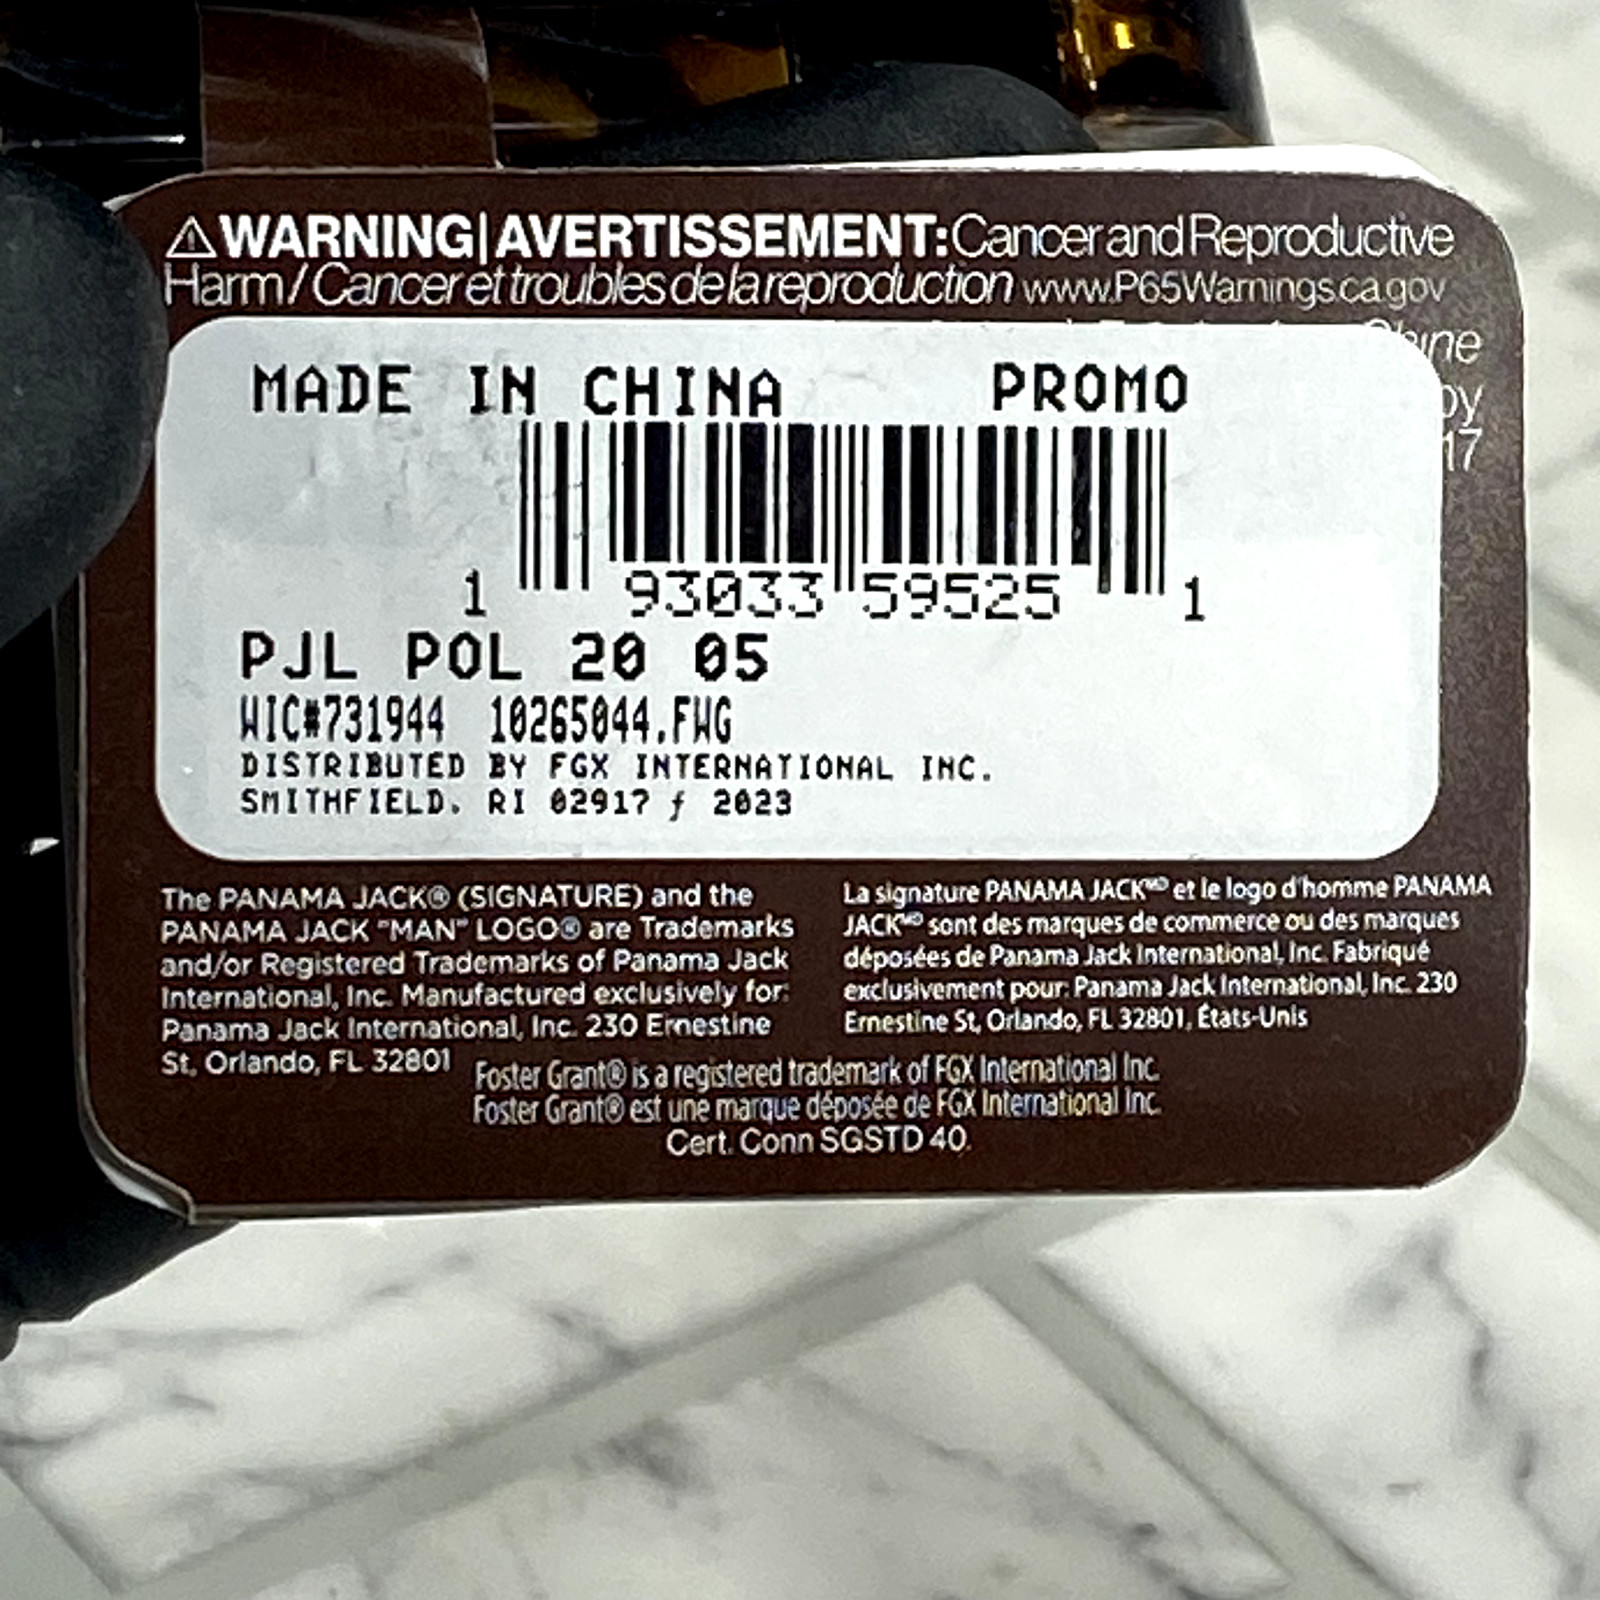 ⚠WARNING|AVERTISSEMENT: Cancer and Reproductive
Harm / Cancer et troubles de la reproduction www.P65Warnings.ca.gov
MADE IN CHINA PROMO
1 93033 59525 1
PJL POL 20 05
WIC#731944 10265044.FWG
DISTRIBUTED BY FGX INTERNATIONAL INC.
SMITHFIELD. RI 02917 ƒ 2023
The PANAMA JACK® (SIGNATURE) and the
PANAMA JACK "MAN" LOGO® are Trademarks
and/or Registered Trademarks of Panama Jack
International, Inc. Manufactured exclusively for:
Panama Jack International, Inc. 230 Ernestine
St, Orlando, FL 32801
La signature PANAMA JACKᴹᴰ et le logo d'homme PANAMA
JACKᴹᴰ sont des marques de commerce ou des marques
déposées de Panama Jack International, Inc. Fabriqué
exclusivement pour: Panama Jack International, Inc. 230
Ernestine St, Orlando, FL 32801, États-Unis
Foster Grant® is a registered trademark of FGX International Inc.
Foster Grant® est une marque déposée de FGX International Inc.
Cert. Conn SGSTD 40.